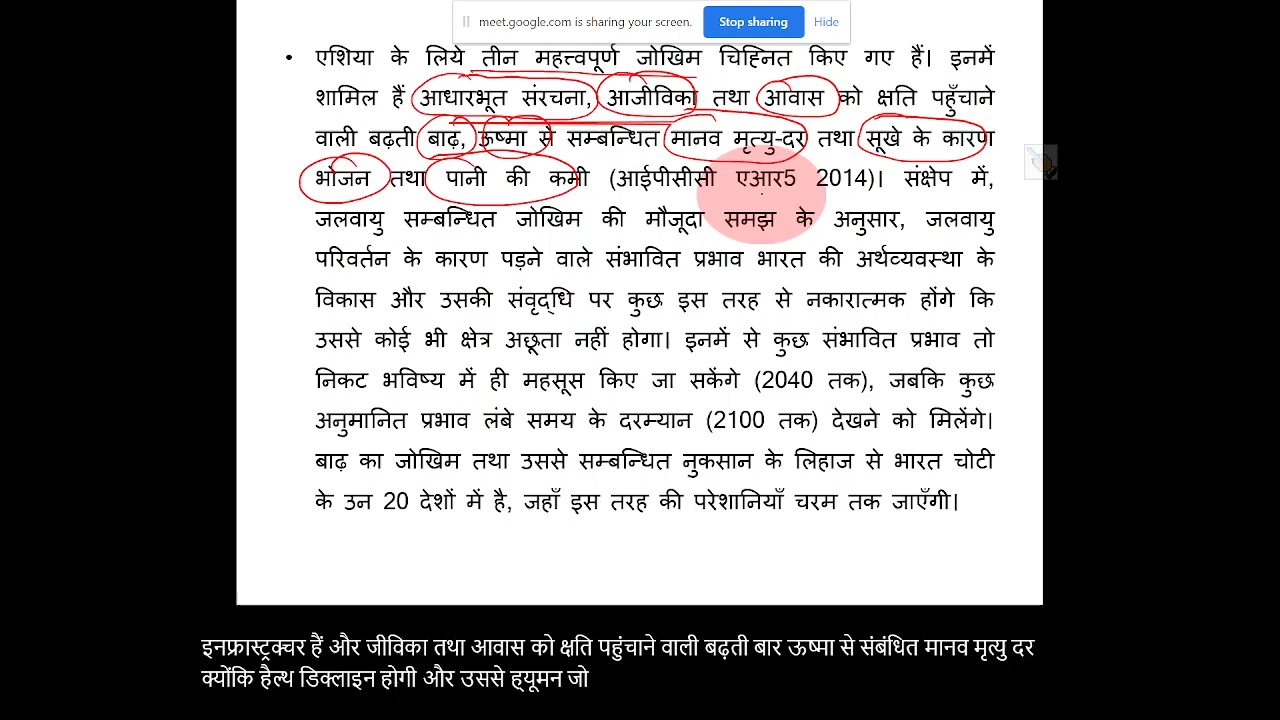 meet.google.com is sharing your screen. Stop sharing Hide
• एशिया के लिये तीन महत्त्वपूर्ण जोखिम चिह्नित किए गए हैं। इनमें
शामिल हैं आधारभूत संरचना, आजीविका तथा आवास को क्षति पहुँचाने
वाली बढ़ती बाढ़, ऊष्मा से सम्बन्धित मानव मृत्यु-दर तथा सूखे के कारण
भोजन तथा पानी की कमी (आईपीसीसी एआर5 2014)। संक्षेप में,
जलवायु सम्बन्धित जोखिम की मौजूदा समझ के अनुसार, जलवायु
परिवर्तन के कारण पड़ने वाले संभावित प्रभाव भारत की अर्थव्यवस्था के
विकास और उसकी संवृद्धि पर कुछ इस तरह से नकारात्मक होंगे कि
उससे कोई भी क्षेत्र अछूता नहीं होगा। इनमें से कुछ संभावित प्रभाव तो
निकट भविष्य में ही महसूस किए जा सकेंगे (2040 तक), जबकि कुछ
अनुमानित प्रभाव लंबे समय के दरम्यान (2100 तक) देखने को मिलेंगे।
बाढ़ का जोखिम तथा उससे सम्बन्धित नुकसान के लिहाज से भारत चोटी
के उन 20 देशों में है, जहाँ इस तरह की परेशानियाँ चरम तक जाएँगी।
इनफ्रास्ट्रक्चर हैं और जीविका तथा आवास को क्षति पहुंचाने वाली बढ़ती बार ऊष्मा से संबंधित मानव मृत्यु दर
क्योंकि हैल्थ डिक्लाइन होगी और उससे ह्यूमन जो